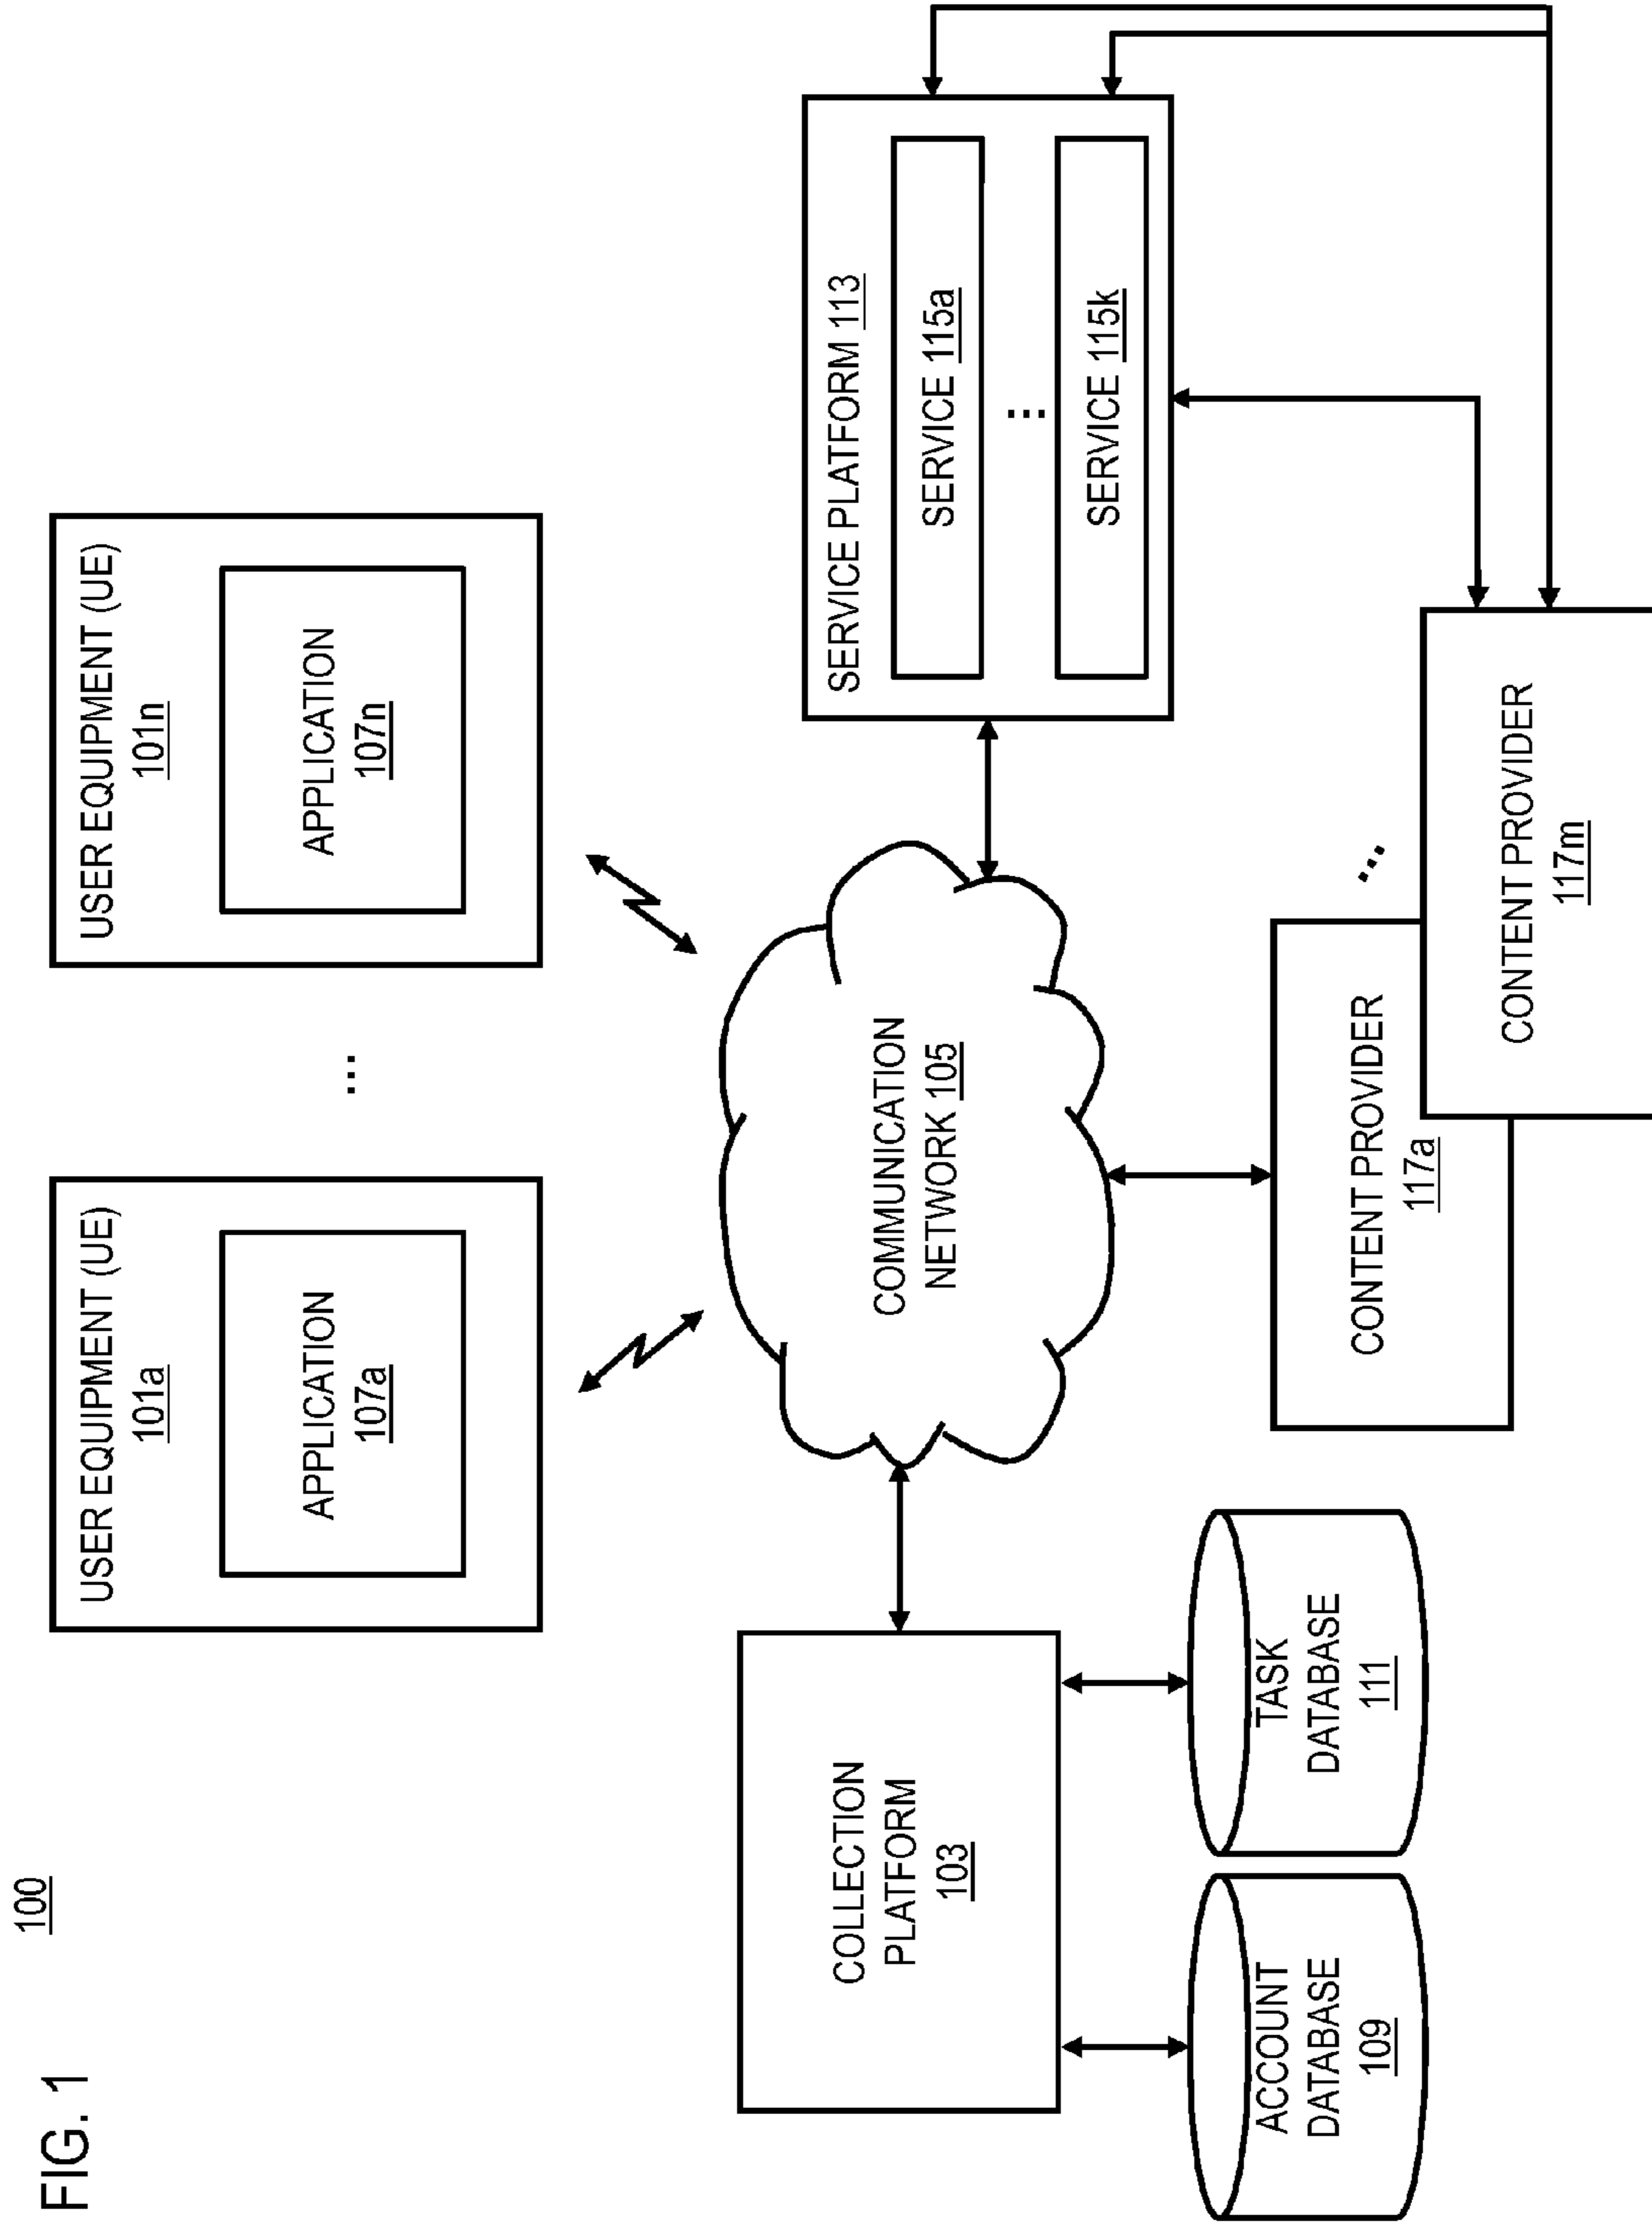 FIG. 1
100
USER EQUIPMENT (UE)
101a
APPLICATION
107a
...
USER EQUIPMENT (UE)
101n
APPLICATION
107n
COLLECTION
PLATFORM
103
COMMUNICATION
NETWORK 105
SERVICE PLATFORM 113
SERVICE 115a
...
SERVICE 115k
ACCOUNT
DATABASE
109
TASK
DATABASE
111
CONTENT PROVIDER
117a
...
CONTENT PROVIDER
117m